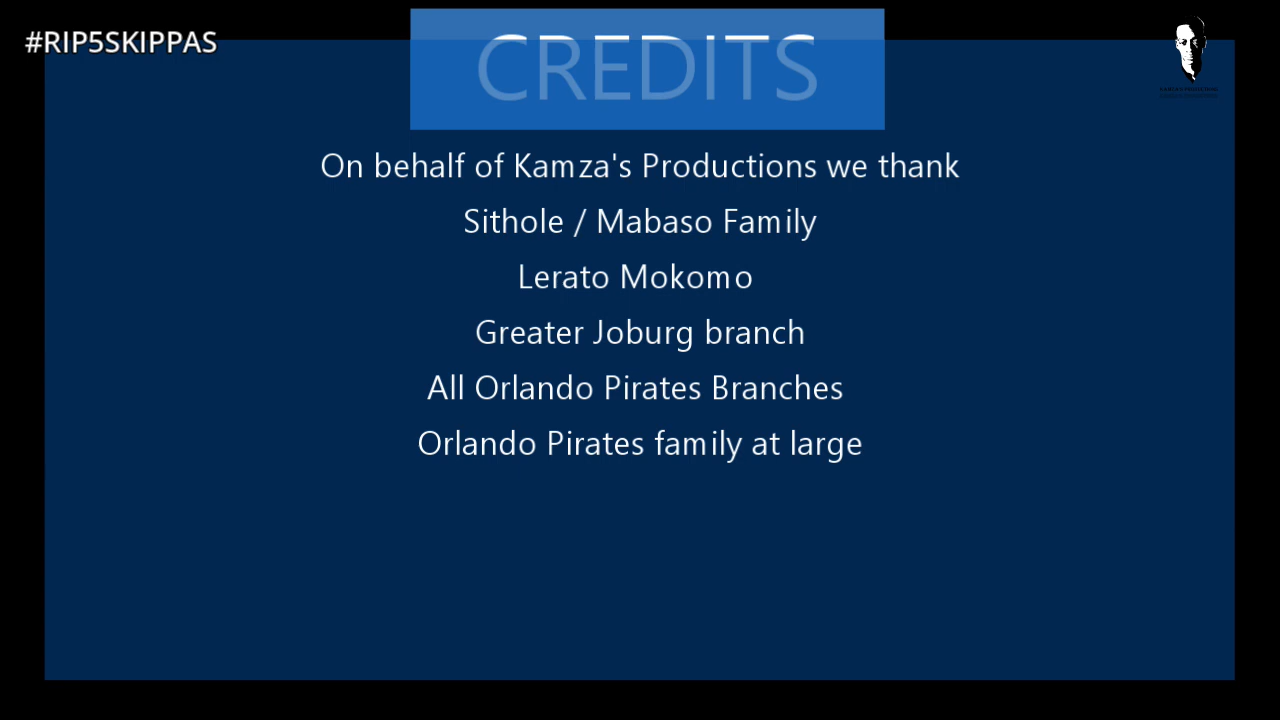 #RIP5SKIPPAS
CREDITS
On behalf of Kamza's Productions we thank
Sithole / Mabaso Family
Lerato Mokomo
Greater Joburg branch
All Orlando Pirates Branches
Orlando Pirates family at large